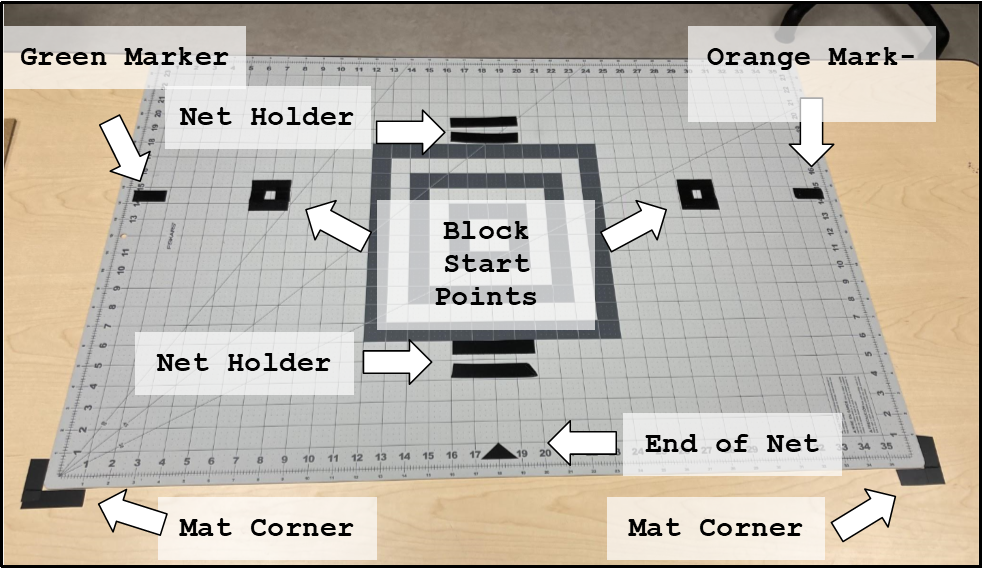 Green Marker
Orange Mark-
Net Holder
Block
Start
Points
Net Holder
End of Net
Mat Corner
Mat Corner